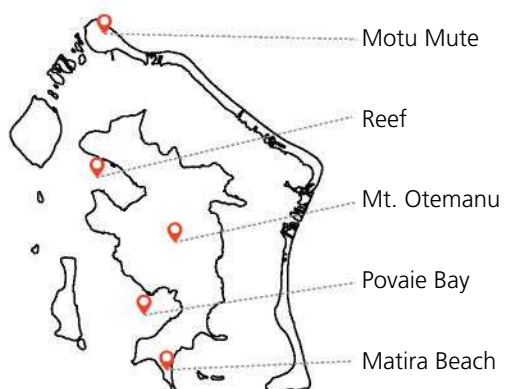 Motu Mute
Reef
Mt. Otemanu
Povaie Bay
Matira Beach